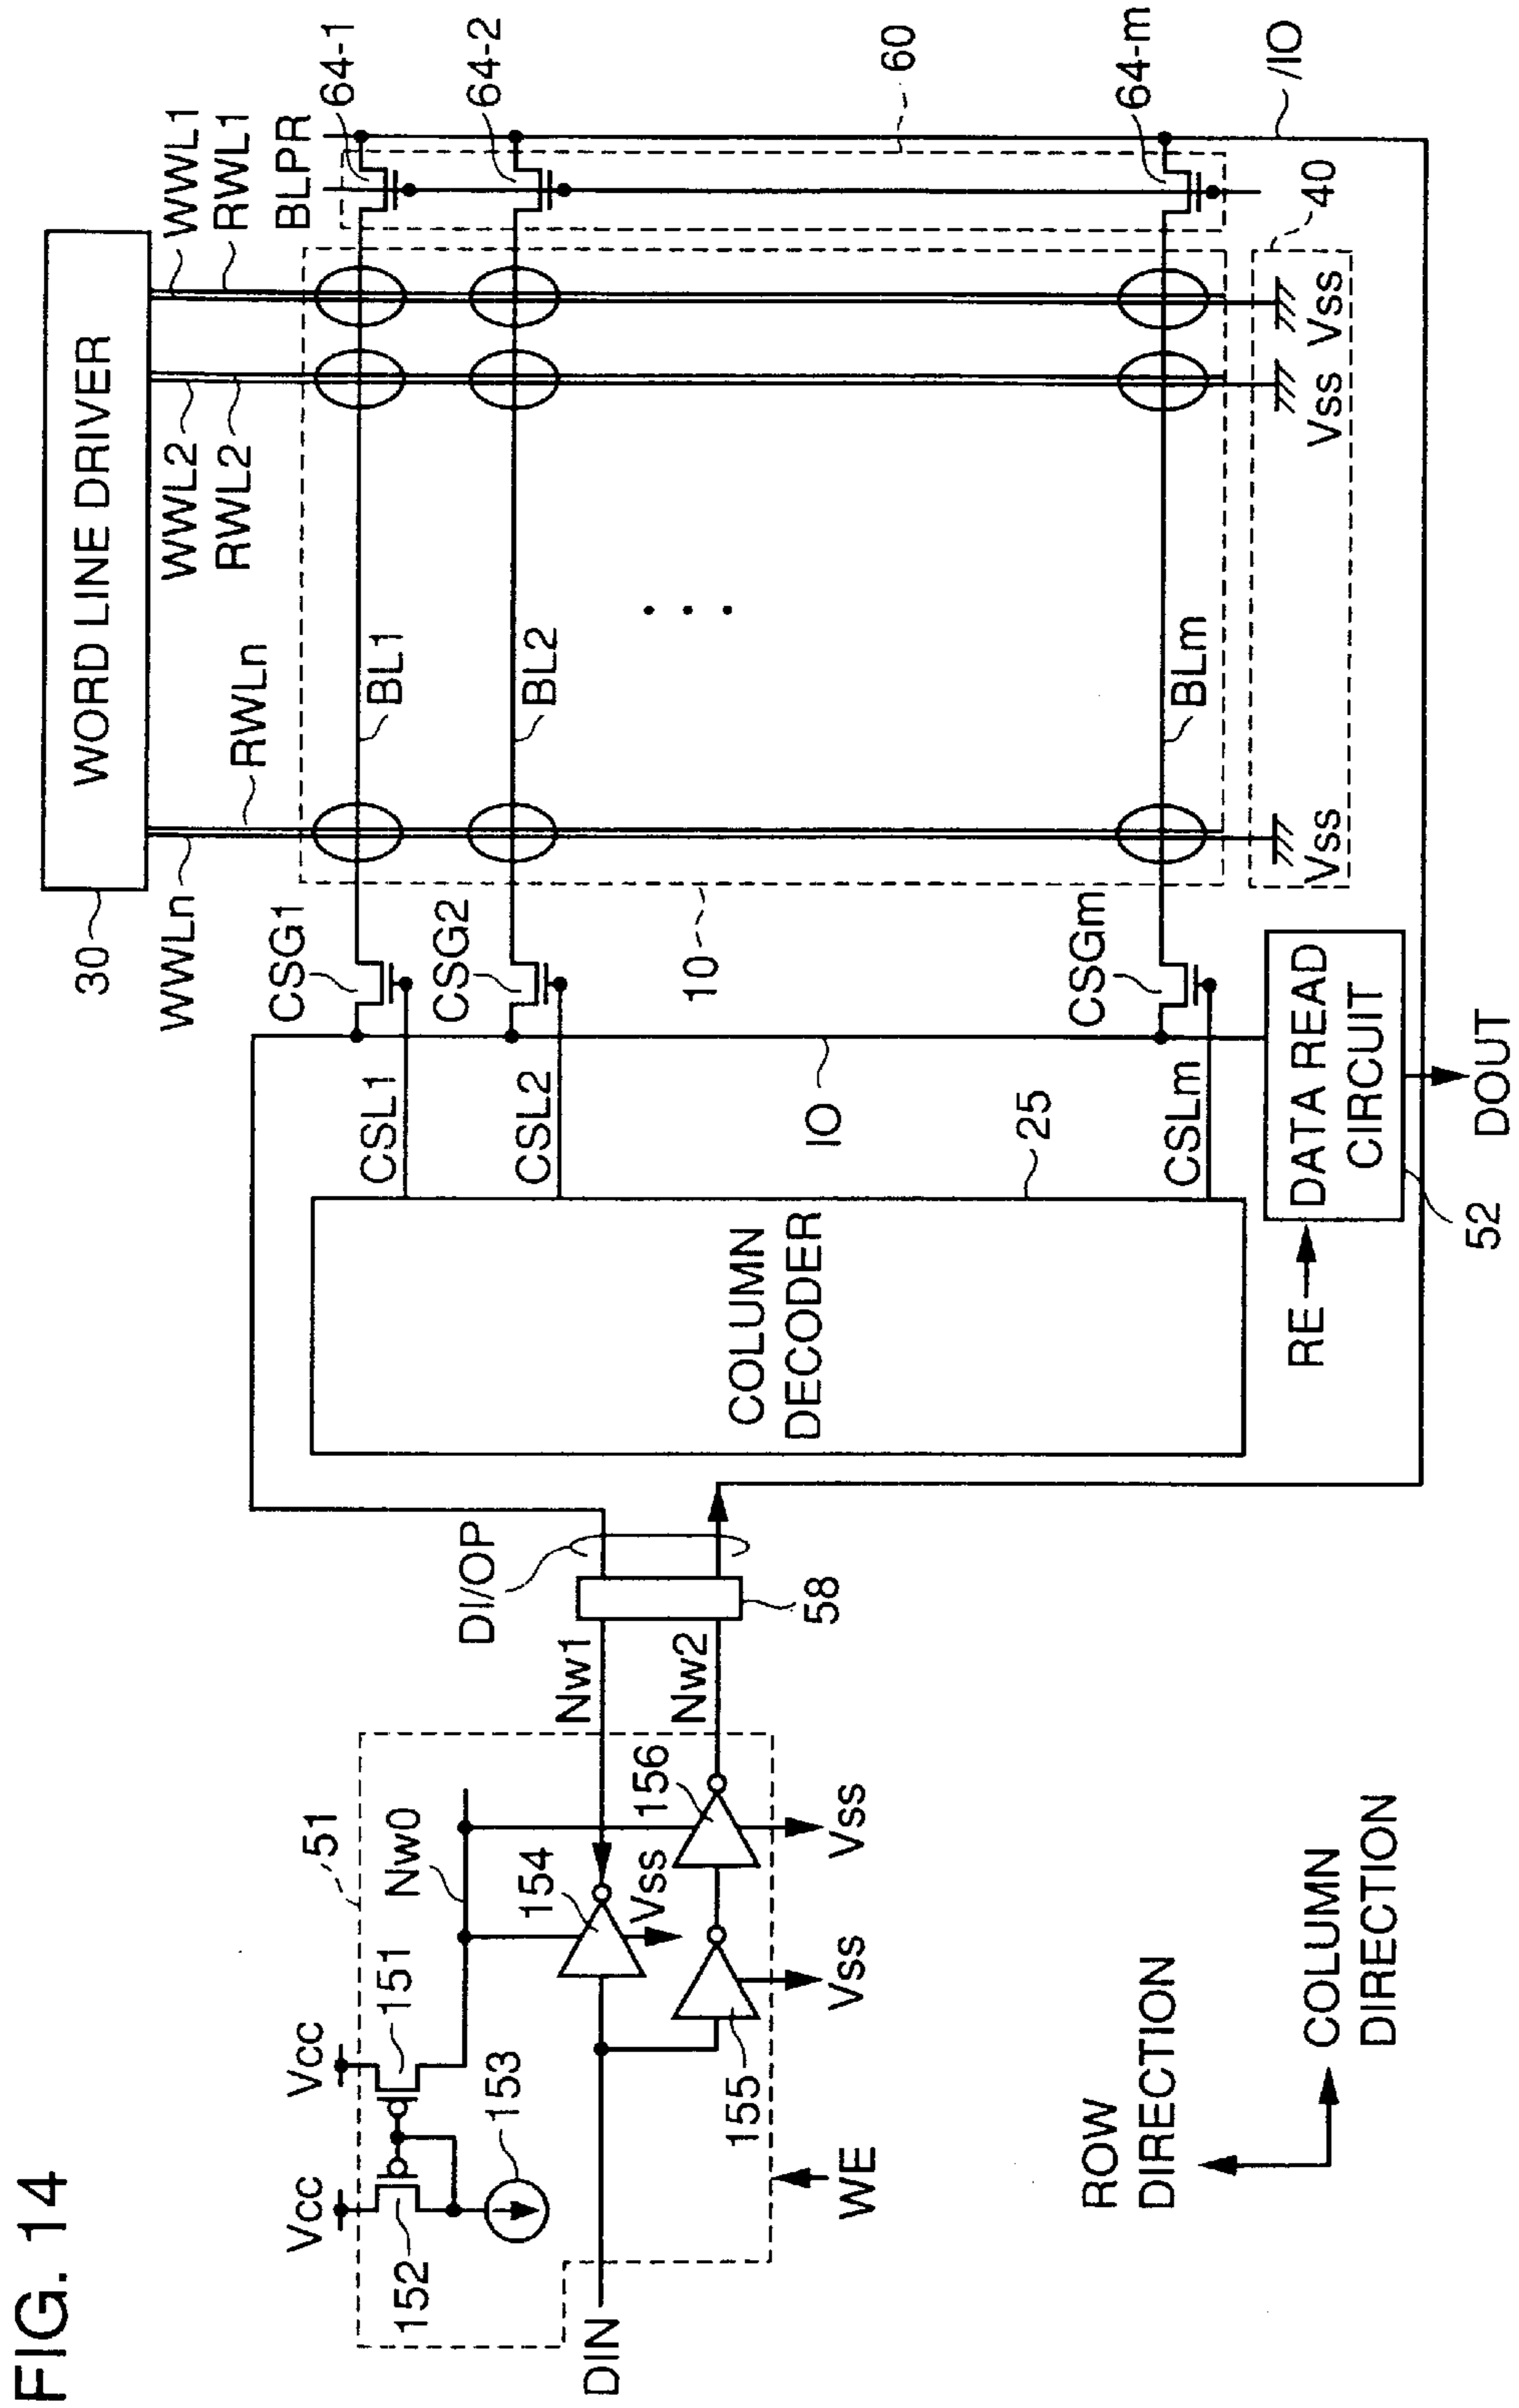 FIG. 14
WORD LINE DRIVER
30
WWLn
RWLn
WWL2
RWL2
WWL1
RWL1
BLPR
64-1
64-2
60
64-m
/IO
40
Vss
Vss
Vss
BL1
BL2
BLm
10
CSG1
CSG2
CSGm
CSL1
CSL2
CSLm
IO
25
COLUMN
DECODER
DATA READ
CIRCUIT
RE
52
DOUT
DI/OP
58
Nw1
Nw2
51
Nw0
Vcc
Vcc
151
152
153
154
155
156
Vss
Vss
Vss
DIN
WE
ROW
DIRECTION
COLUMN
DIRECTION